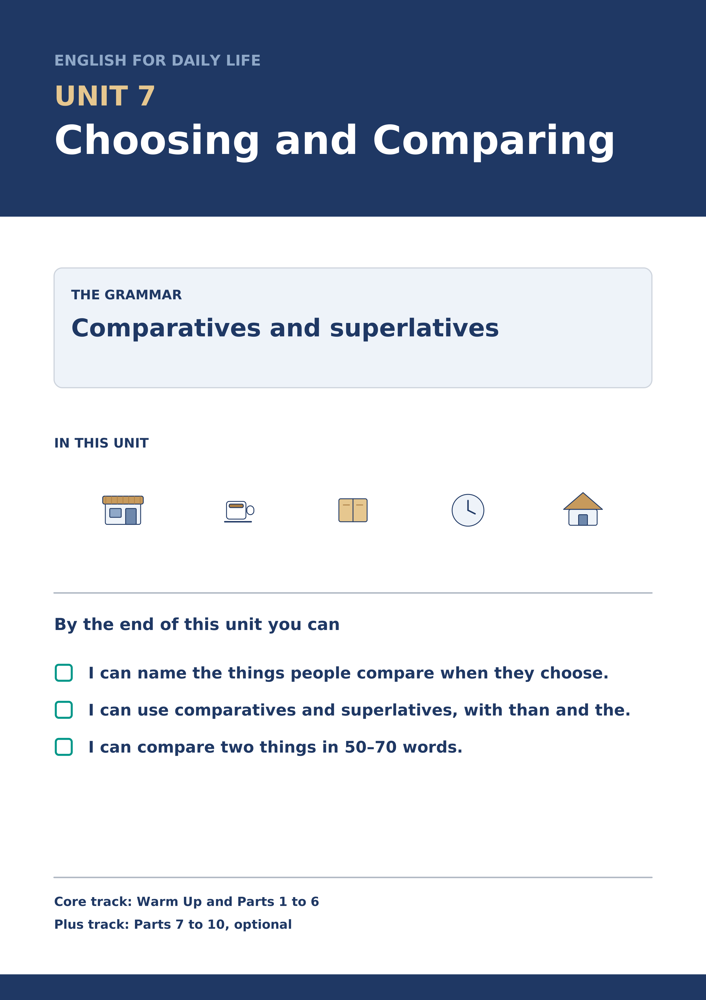 ENGLISH FOR DAILY LIFE
UNIT 7
Choosing and Comparing
THE GRAMMAR
Comparatives and superlatives
IN THIS UNIT
By the end of this unit you can
I can name the things people compare when they choose.
I can use comparatives and superlatives, with than and the.
I can compare two things in 50–70 words.
Core track: Warm Up and Parts 1 to 6
Plus track: Parts 7 to 10, optional